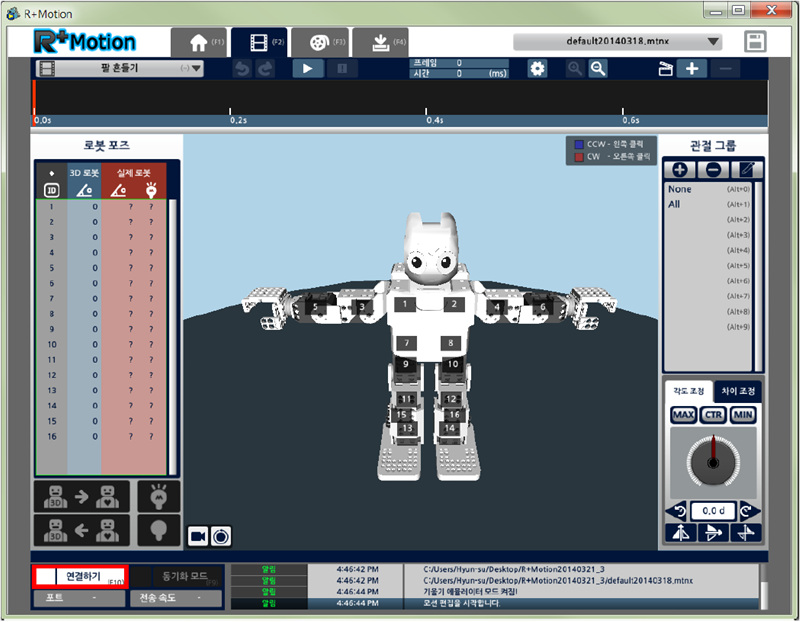 R+Motion
R+Motion (F1) (F2) (F3) (F4) default20140318.mtnx
팔 흔들기 (-)
프레임 0
시간 0 (ms)
0.0s 0.2s 0.4s 0.6s
로봇 포즈
3D 로봇 실제 로봇
ID
1 0 ? ?
2 0 ? ?
3 0 ? ?
4 0 ? ?
5 0 ? ?
6 0 ? ?
7 0 ? ?
8 0 ? ?
9 0 ? ?
10 0 ? ?
11 0 ? ?
12 0 ? ?
13 0 ? ?
14 0 ? ?
15 0 ? ?
16 0 ? ?
3D
3D
CCW - 왼쪽 클릭
CW - 오른쪽 클릭
1 2
5 3 4 6
7 8
9 10
11 12
15 16
13 14
관절 그룹
None (Alt+0)
All (Alt+1)
(Alt+2)
(Alt+3)
(Alt+4)
(Alt+5)
(Alt+6)
(Alt+7)
(Alt+8)
(Alt+9)
각도 조정 차이 조정
MAX CTR MIN
0.0 d
연결하기 (F10) 동기화 모드
포트 - 전송 속도 -
알림 4:46:42 PM C:/Users/Hyun-su/Desktop/R+Motion20140321_3
알림 4:46:42 PM C:/Users/Hyun-su/Desktop/R+Motion20140321_3/default20140318.mtnx
알림 4:46:44 PM 기울기 에뮬레이터 모드 켜짐!
알림 4:46:44 PM 모션 편집을 시작합니다.